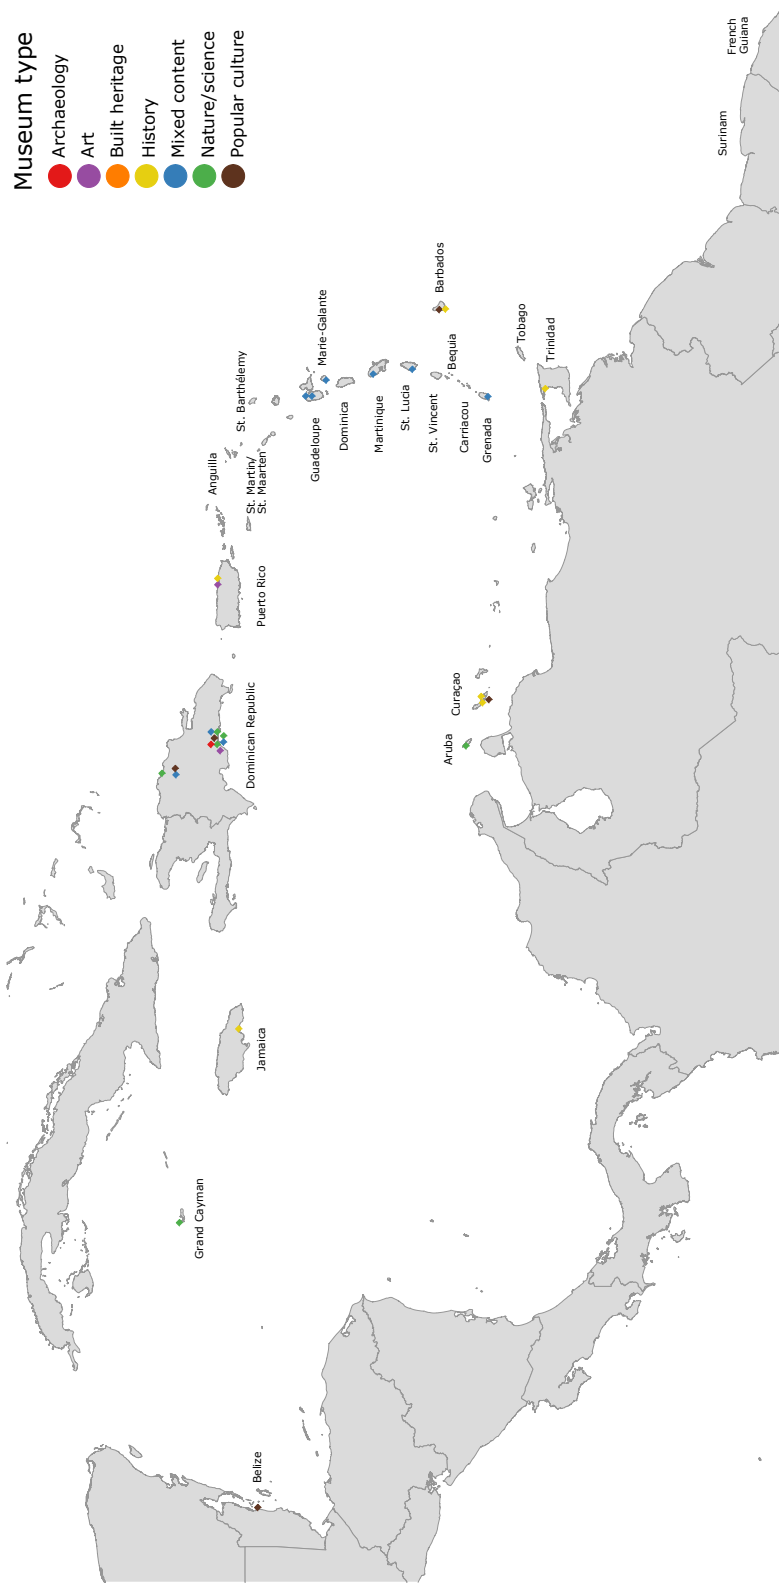 Museum type
Archaeology
Art
Built heritage
History
Mixed content
Nature/science
Popular culture
Belize
Grand Cayman
Jamaica
Dominican Republic
Puerto Rico
Anguilla
St. Martin/
St. Maarten
St. Barthélemy
Guadeloupe
Marie-Galante
Dominica
Martinique
St. Lucia
St. Vincent
Bequia
Barbados
Carriacou
Grenada
Tobago
Trinidad
Curaçao
Aruba
Surinam
French
Guiana